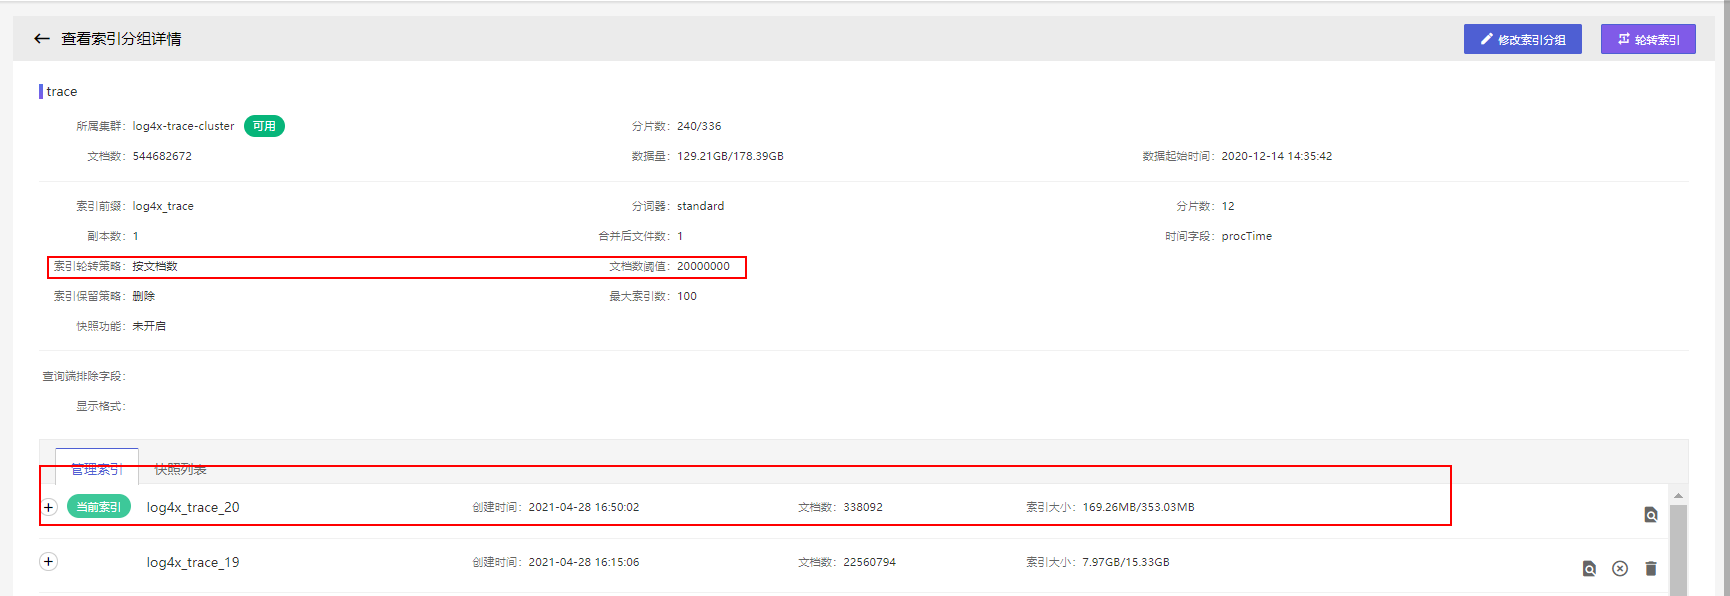 查看索引分组详情 修改索引分组 轮转索引
trace
所属集群： log4x-trace-cluster 可用 分片数： 240/336
文档数： 544682672 数据量： 129.21GB/178.39GB 数据起始时间： 2020-12-14 14:35:42
索引前缀： log4x_trace 分词器： standard 分片数： 12
副本数： 1 合并后文件数： 1 时间字段： procTime
索引轮转策略： 按文档数 文档数阈值： 20000000
索引保留策略： 删除 最大索引数： 100
快照功能： 未开启
查询端排除字段：
显示格式：
管理索引 快照列表
当前索引 log4x_trace_20 创建时间： 2021-04-28 16:50:02 文档数： 338092 索引大小： 169.26MB/353.03MB
log4x_trace_19 创建时间： 2021-04-28 16:15:06 文档数： 22560794 索引大小： 7.97GB/15.33GB